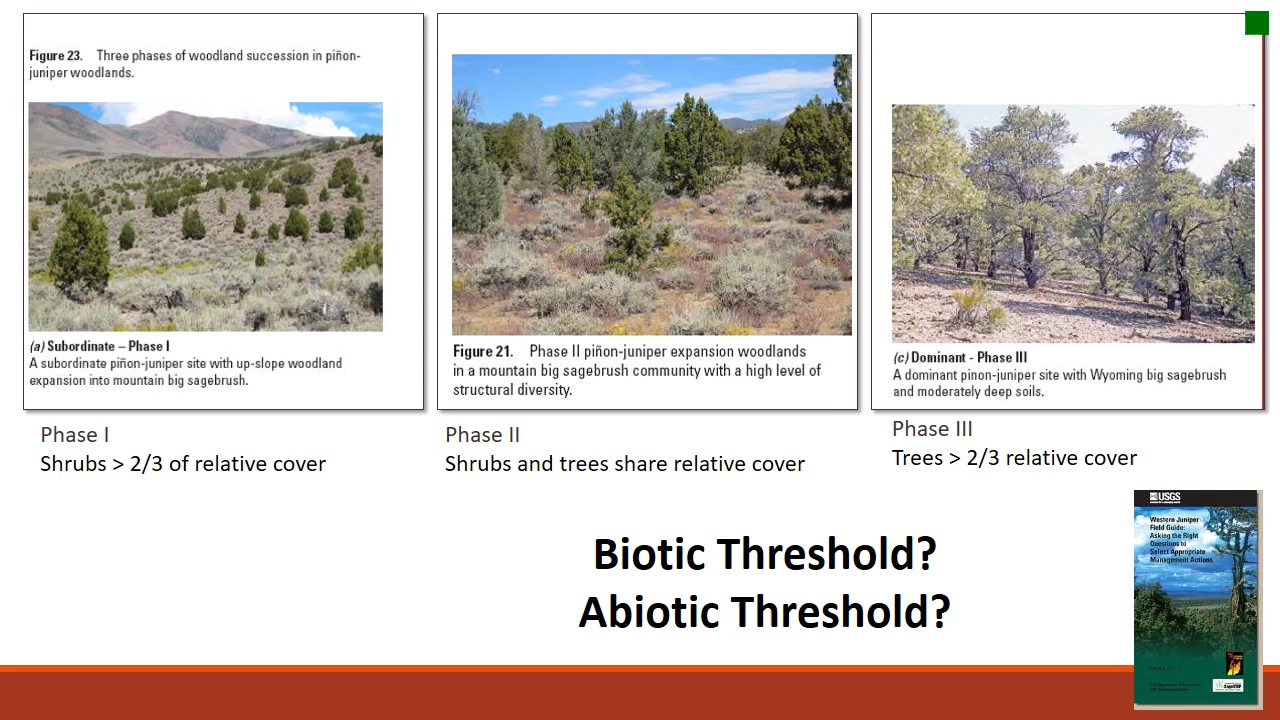 Figure 23. Three phases of woodland succession in piñon-
juniper woodlands.
(a) Subordinate – Phase I
A subordinate piñon-juniper site with up-slope woodland
expansion into mountain big sagebrush.
Figure 21. Phase II piñon-juniper expansion woodlands
in a mountain big sagebrush community with a high level of
structural diversity.
(c) Dominant - Phase III
A dominant pinon-juniper site with Wyoming big sagebrush
and moderately deep soils.
Phase I
Shrubs > 2/3 of relative cover
Phase II
Shrubs and trees share relative cover
Phase III
Trees > 2/3 relative cover
Biotic Threshold?
Abiotic Threshold?
USGS
Western Juniper
Field Guide:
Asking the Right
Questions to
Select Appropriate
Management Actions